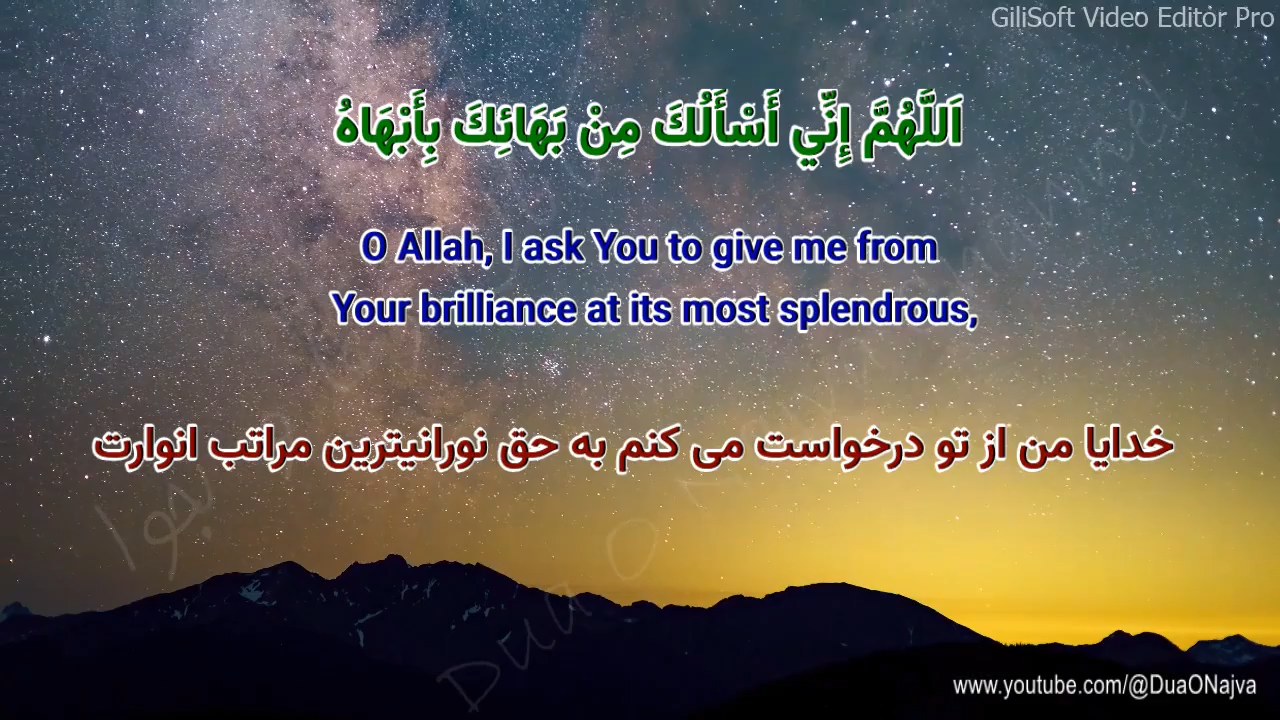 GiliSoft Video Editor Pro
اَللَّهُمَّ إِنِّي أَسْأَلُكَ مِنْ بَهَائِكَ بِأَبْهَاهُ
O Allah, I ask You to give me from
Your brilliance at its most splendrous,
خدایا من از تو درخواست می کنم به حق نورانیترین مراتب انوارت
www.youtube.com/@DuaONajva